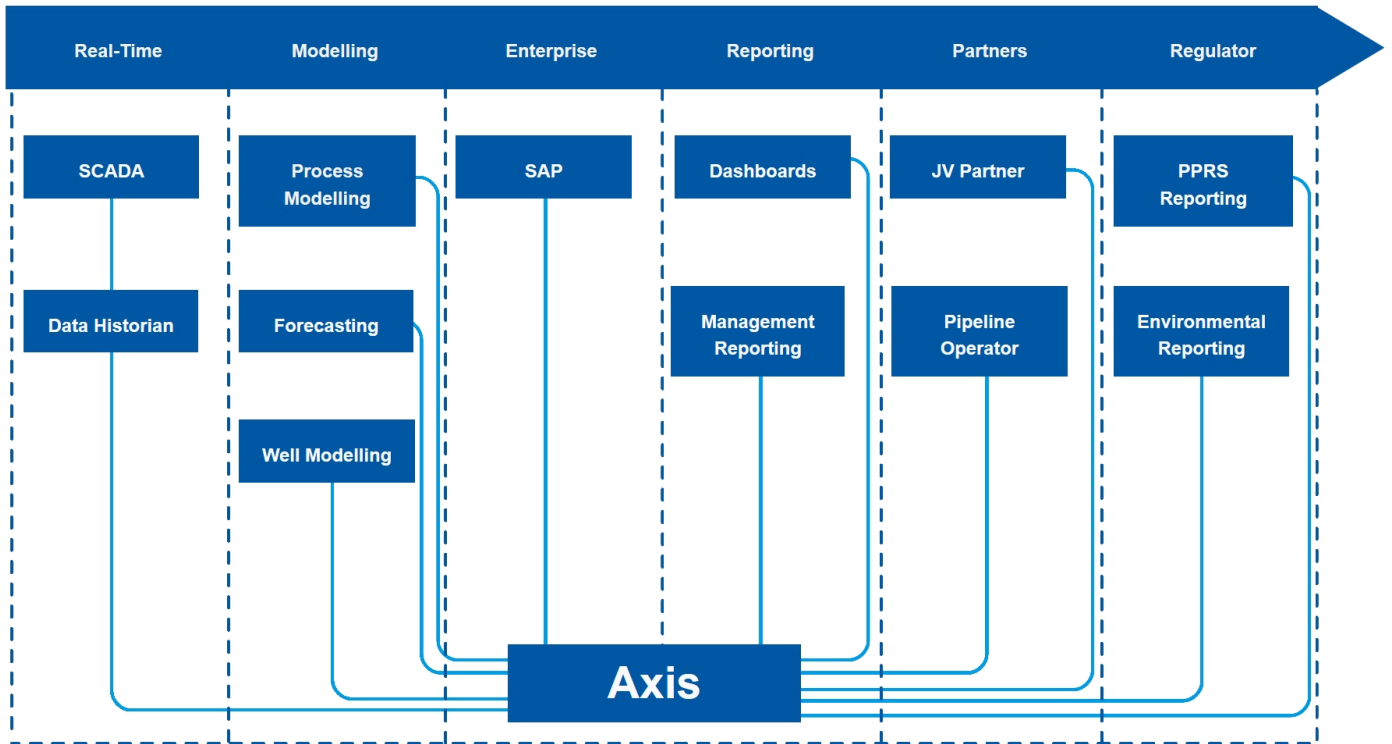 Real-Time
Modelling
Enterprise
Reporting
Partners
Regulator
SCADA
Process
Modelling
SAP
Dashboards
JV Partner
PPRS
Reporting
Data Historian
Forecasting
Management
Reporting
Pipeline
Operator
Environmental
Reporting
Well Modelling
Axis